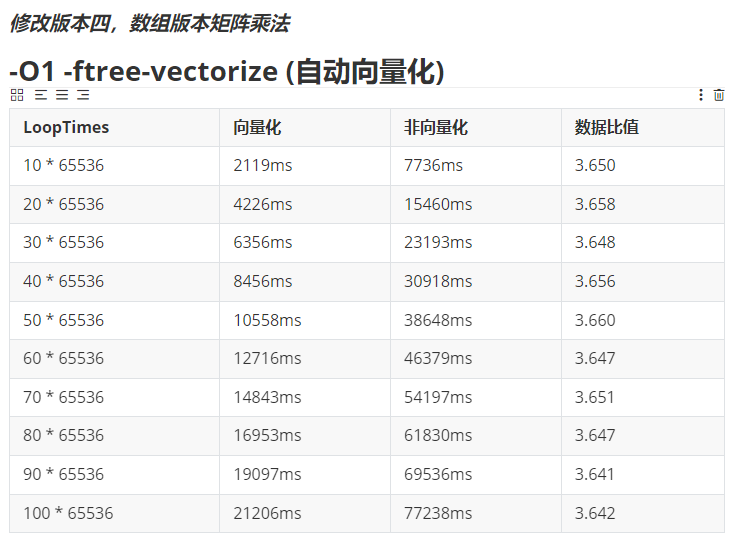 修改版本四，数组版本矩阵乘法
-O1 -ftree-vectorize (自动向量化)
LoopTimes 向量化 非向量化 数据比值
10 * 65536 2119ms 7736ms 3.650
20 * 65536 4226ms 15460ms 3.658
30 * 65536 6356ms 23193ms 3.648
40 * 65536 8456ms 30918ms 3.656
50 * 65536 10558ms 38648ms 3.660
60 * 65536 12716ms 46379ms 3.647
70 * 65536 14843ms 54197ms 3.651
80 * 65536 16953ms 61830ms 3.647
90 * 65536 19097ms 69536ms 3.641
100 * 65536 21206ms 77238ms 3.642